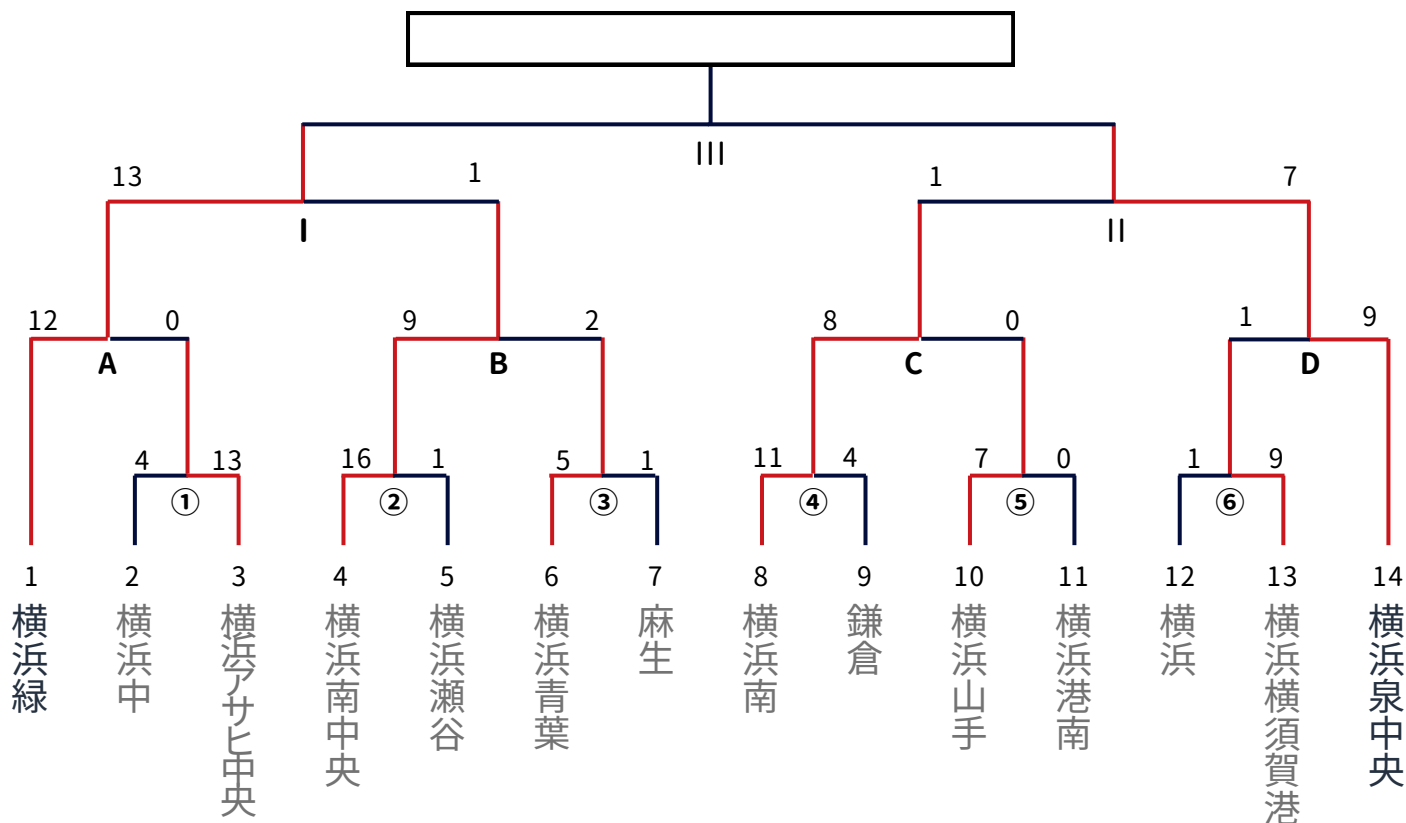 III
13 1 1 7
I II
12 0 9 2 8 0 1 9
A B C D
4 13 16 1 5 1 11 4 7 0 1 9
① ② ③ ④ ⑤ ⑥
1 2 3 4 5 6 7 8 9 10 11 12 13 14
横浜緑
横浜中
横浜アサヒ中央
横浜南中央
横浜瀬谷
横浜青葉
麻生
横浜南
鎌倉
横浜山手
横浜港南
横浜
横浜横須賀港
横浜泉中央